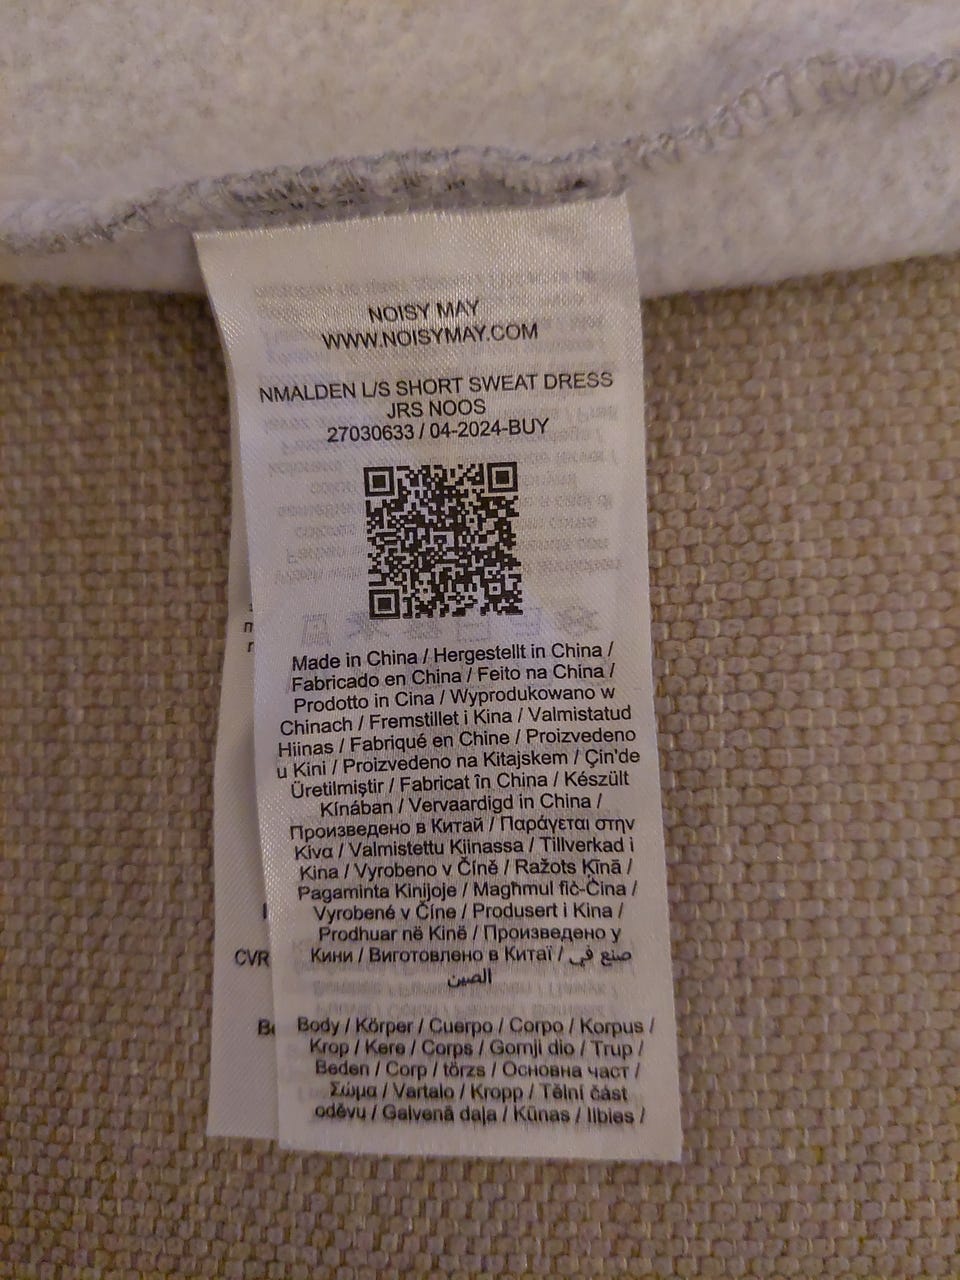 NOISY MAY
WWW.NOISYMAY.COM
NMALDEN L/S SHORT SWEAT DRESS
JRS NOOS
27030633 / 04-2024-BUY
Made in China / Hergestellt in China /
Fabricado en China / Feito na China /
Prodotto in Cina / Wyprodukowano w
Chinach / Fremstillet i Kina / Valmistatud
Hiinas / Fabriqué en Chine / Proizvedeno
u Kini / Proizvedeno na Kitajskem / Çin'de
Üretilmiştir / Fabricat în China / Készült
Kínában / Vervaardigd in China /
Произведено в Китай / Παράγεται στην
Κίνα / Valmistettu Kiinassa / Tillverkad i
Kina / Vyrobeno v Číně / Ražots Ķīnā /
Pagaminta Kinijoje / Magħmul fiċ-Ċina /
Vyrobené v Číne / Produsert i Kina /
Prodhuar në Kinë / Произведено у
Кини / Виготовлено в Китаї / صنع في
الصين
CVR
Body / Körper / Cuerpo / Corpo / Korpus /
Krop / Kere / Corps / Gornji dio / Trup /
Beden / Corp / törzs / Основна част /
Σώμα / Vartalo / Kropp / Tělní část
oděvu / Galvenā daļa / Kūnas / Ilbies /